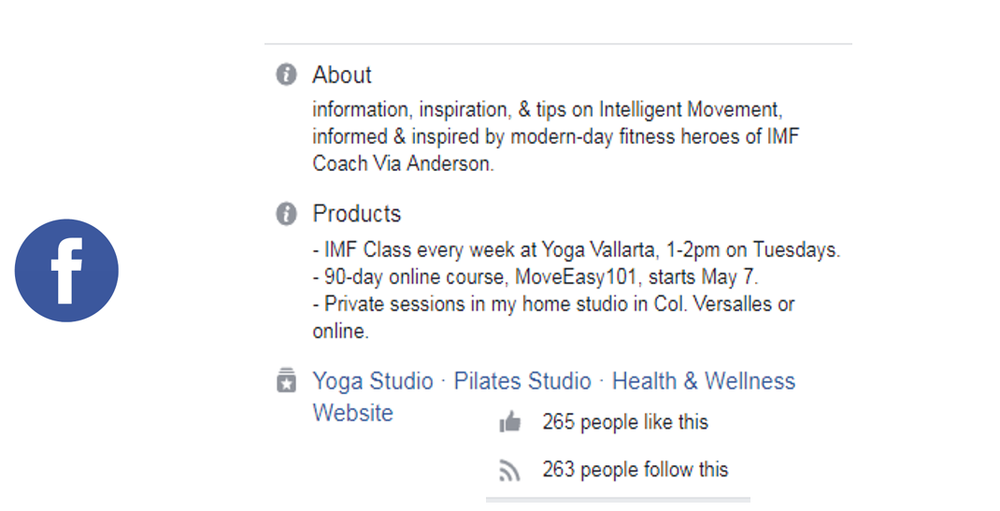 About
information, inspiration, & tips on Intelligent Movement,
informed & inspired by modern-day fitness heroes of IMF
Coach Via Anderson.
Products
- IMF Class every week at Yoga Vallarta, 1-2pm on Tuesdays.
- 90-day online course, MoveEasy101, starts May 7.
- Private sessions in my home studio in Col. Versalles or
online.
Yoga Studio · Pilates Studio · Health & Wellness
Website
265 people like this
263 people follow this